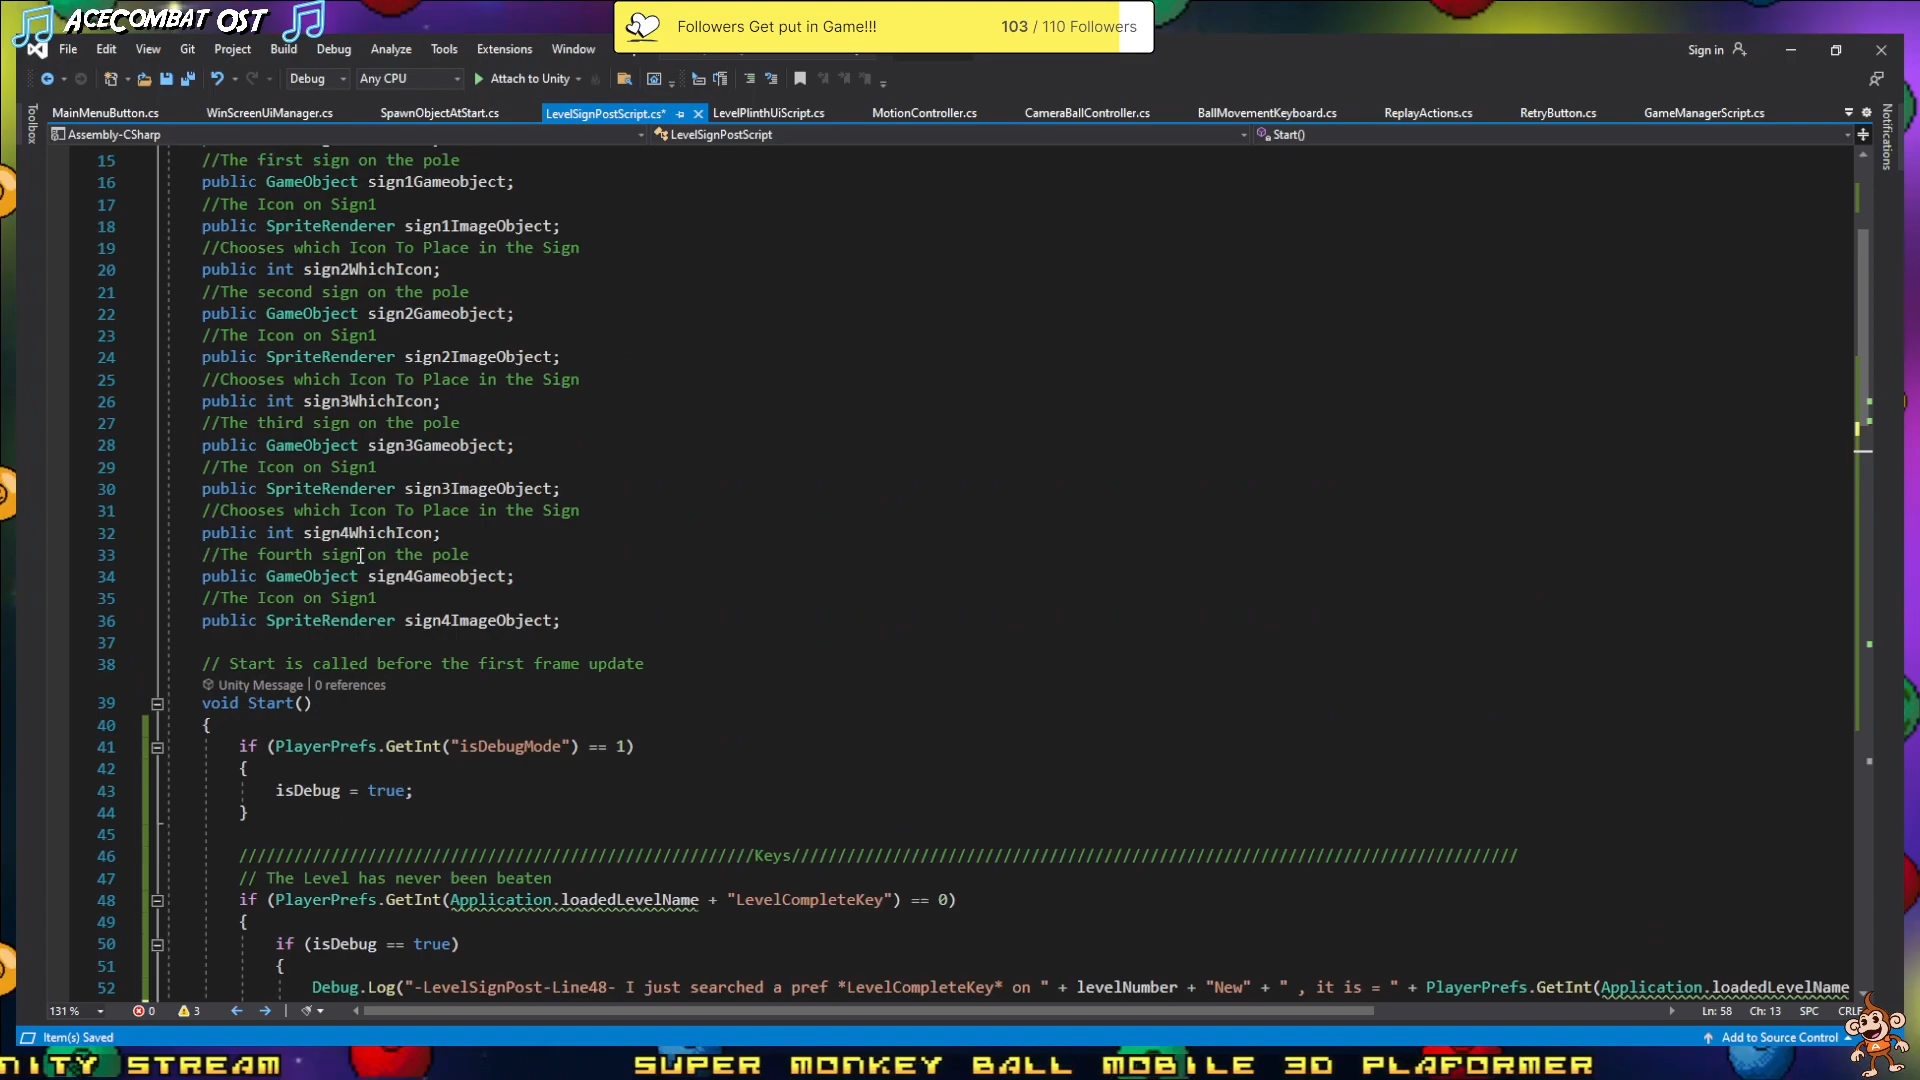 ACECOMBAT OST
Followers Get put in Game!!! 103 / 110 Followers
File Edit View Git Project Build Debug Analyze Tools Extensions Window
Sign in
Debug Any CPU Attach to Unity
MainMenuButton.cs WinScreenUiManager.cs SpawnObjectAtStart.cs LevelSignPostScript.cs* LevelPlinthUiScript.cs MotionController.cs CameraBallController.cs BallMovementKeyboard.cs ReplayActions.cs RetryButton.cs GameManagerScript.cs
Toolbox
Notifications
Assembly-CSharp LevelSignPostScript Start()
15 //The first sign on the pole
16 public GameObject sign1Gameobject;
17 //The Icon on Sign1
18 public SpriteRenderer sign1ImageObject;
19 //Chooses which Icon To Place in the Sign
20 public int sign2WhichIcon;
21 //The second sign on the pole
22 public GameObject sign2Gameobject;
23 //The Icon on Sign1
24 public SpriteRenderer sign2ImageObject;
25 //Chooses which Icon To Place in the Sign
26 public int sign3WhichIcon;
27 //The third sign on the pole
28 public GameObject sign3Gameobject;
29 //The Icon on Sign1
30 public SpriteRenderer sign3ImageObject;
31 //Chooses which Icon To Place in the Sign
32 public int sign4WhichIcon;
33 //The fourth sign on the pole
34 public GameObject sign4Gameobject;
35 //The Icon on Sign1
36 public SpriteRenderer sign4ImageObject;
37
38 // Start is called before the first frame update
Unity Message | 0 references
39 void Start()
40 {
41 if (PlayerPrefs.GetInt("isDebugMode") == 1)
42 {
43 isDebug = true;
44 }
45
46 ////////////////////////////////////////////////////////Keys///////////////////////////////////////////////////////////////////////////////
47 // The Level has never been beaten
48 if (PlayerPrefs.GetInt(Application.loadedLevelName + "LevelCompleteKey") == 0)
49 {
50 if (isDebug == true)
51 {
52 Debug.Log("-LevelSignPost-Line48- I just searched a pref *LevelCompleteKey* on " + levelNumber + "New" + " , it is = " + PlayerPrefs.GetInt(Application.loadedLevelName
131 % 0 3 Ln: 58 Ch: 13 SPC CRLF
Item(s) Saved Add to Source Control
NITY STREAM SUPER MONKEY BALL MOBILE 3D PLAFORMER